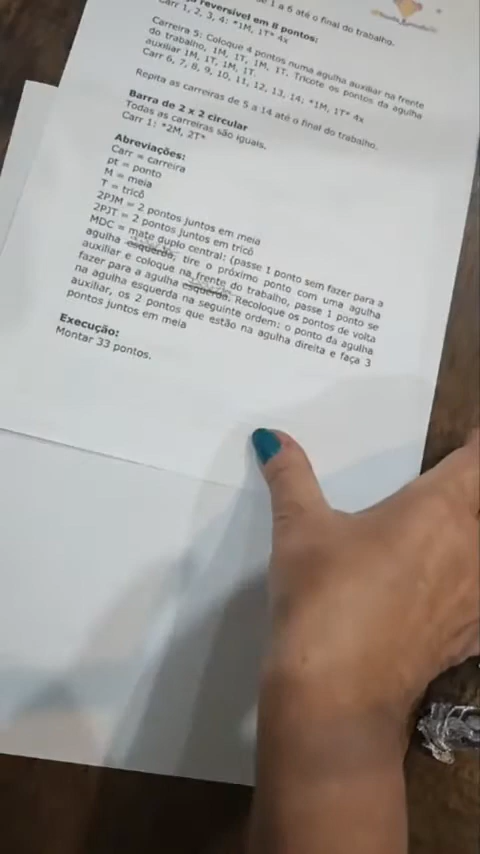 1 a 6 até o final do trabalho.
reversível em 8 pontos:
Carr 1, 2, 3, 4: *1M, 1T* 4x
Carreira 5: Coloque 4 pontos numa agulha auxiliar na frente
do trabalho, 1M, 1T, 1M, 1T. Tricote os pontos da agulha
auxiliar 1M, 1T, 1M, 1T.
Carr 6, 7, 8, 9, 10, 11, 12, 13, 14: *1M, 1T* 4x
Repita as carreiras de 5 a 14 até o final do trabalho.
Barra de 2 x 2 circular
Todas as carreiras são iguais.
Carr 1: *2M, 2T*
Abreviações:
Carr = carreira
pt = ponto
M = meia
T = tricô
2PJM = 2 pontos juntos em meia
2PJT = 2 pontos juntos em tricô
MDC = mate duplo central: (passe 1 ponto sem fazer para a
agulha esquerda, tire o próximo ponto com uma agulha
auxiliar e coloque na frente do trabalho, passe 1 ponto se
fazer para a agulha esquerda. Recoloque os pontos de volta
na agulha esquerda na seguinte ordem: o ponto da agulha
auxiliar, os 2 pontos que estão na agulha direita e faça 3
pontos juntos em meia
Execução:
Montar 33 pontos.